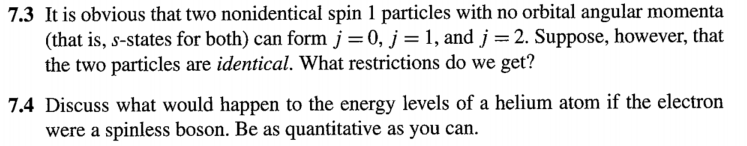 7.3 It is obvious that two nonidentical spin 1 particles with no orbital angular momenta
(that is, s-states for both) can form j = 0, j = 1, and j = 2. Suppose, however, that
the two particles are identical. What restrictions do we get?
7.4 Discuss what would happen to the energy levels of a helium atom if the electron
were a spinless boson. Be as quantitative as you can.